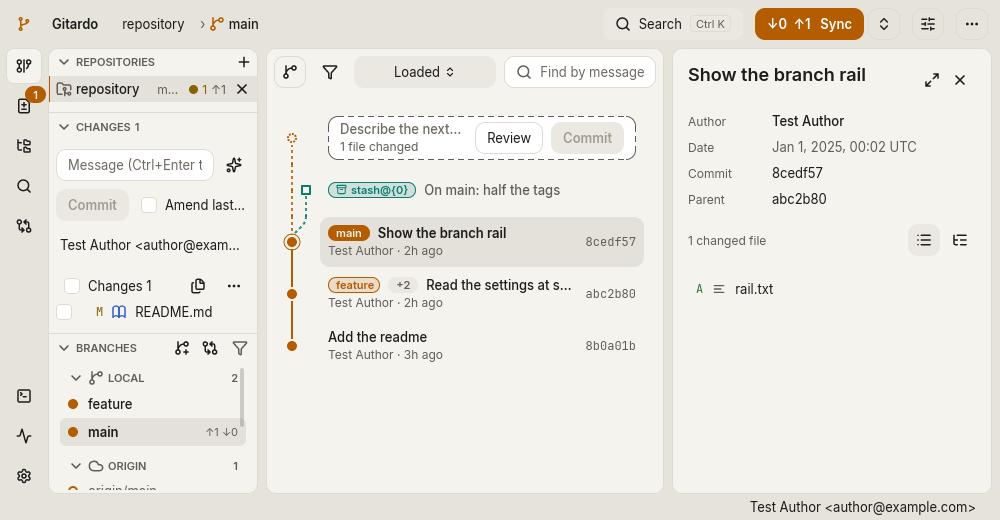 Gitardo repository › main Search Ctrl K ↓0 ↑1 Sync
REPOSITORIES
1
repository m... 1 ↑1
CHANGES 1
Message (Ctrl+Enter t
Commit Amend last...
Test Author <author@exam...
Changes 1
M README.md
BRANCHES
LOCAL 2
feature
main ↑1 ↓0
ORIGIN 1
origin/main
Loaded Find by message
Describe the next...
1 file changed
Review Commit
stash@{0} On main: half the tags
main Show the branch rail
Test Author · 2h ago 8cedf57
feature +2 Read the settings at s...
Test Author · 2h ago abc2b80
Add the readme
Test Author · 3h ago 8b0a01b
Show the branch rail
Author Test Author
Date Jan 1, 2025, 00:02 UTC
Commit 8cedf57
Parent abc2b80
1 changed file
A rail.txt
Test Author <author@example.com>